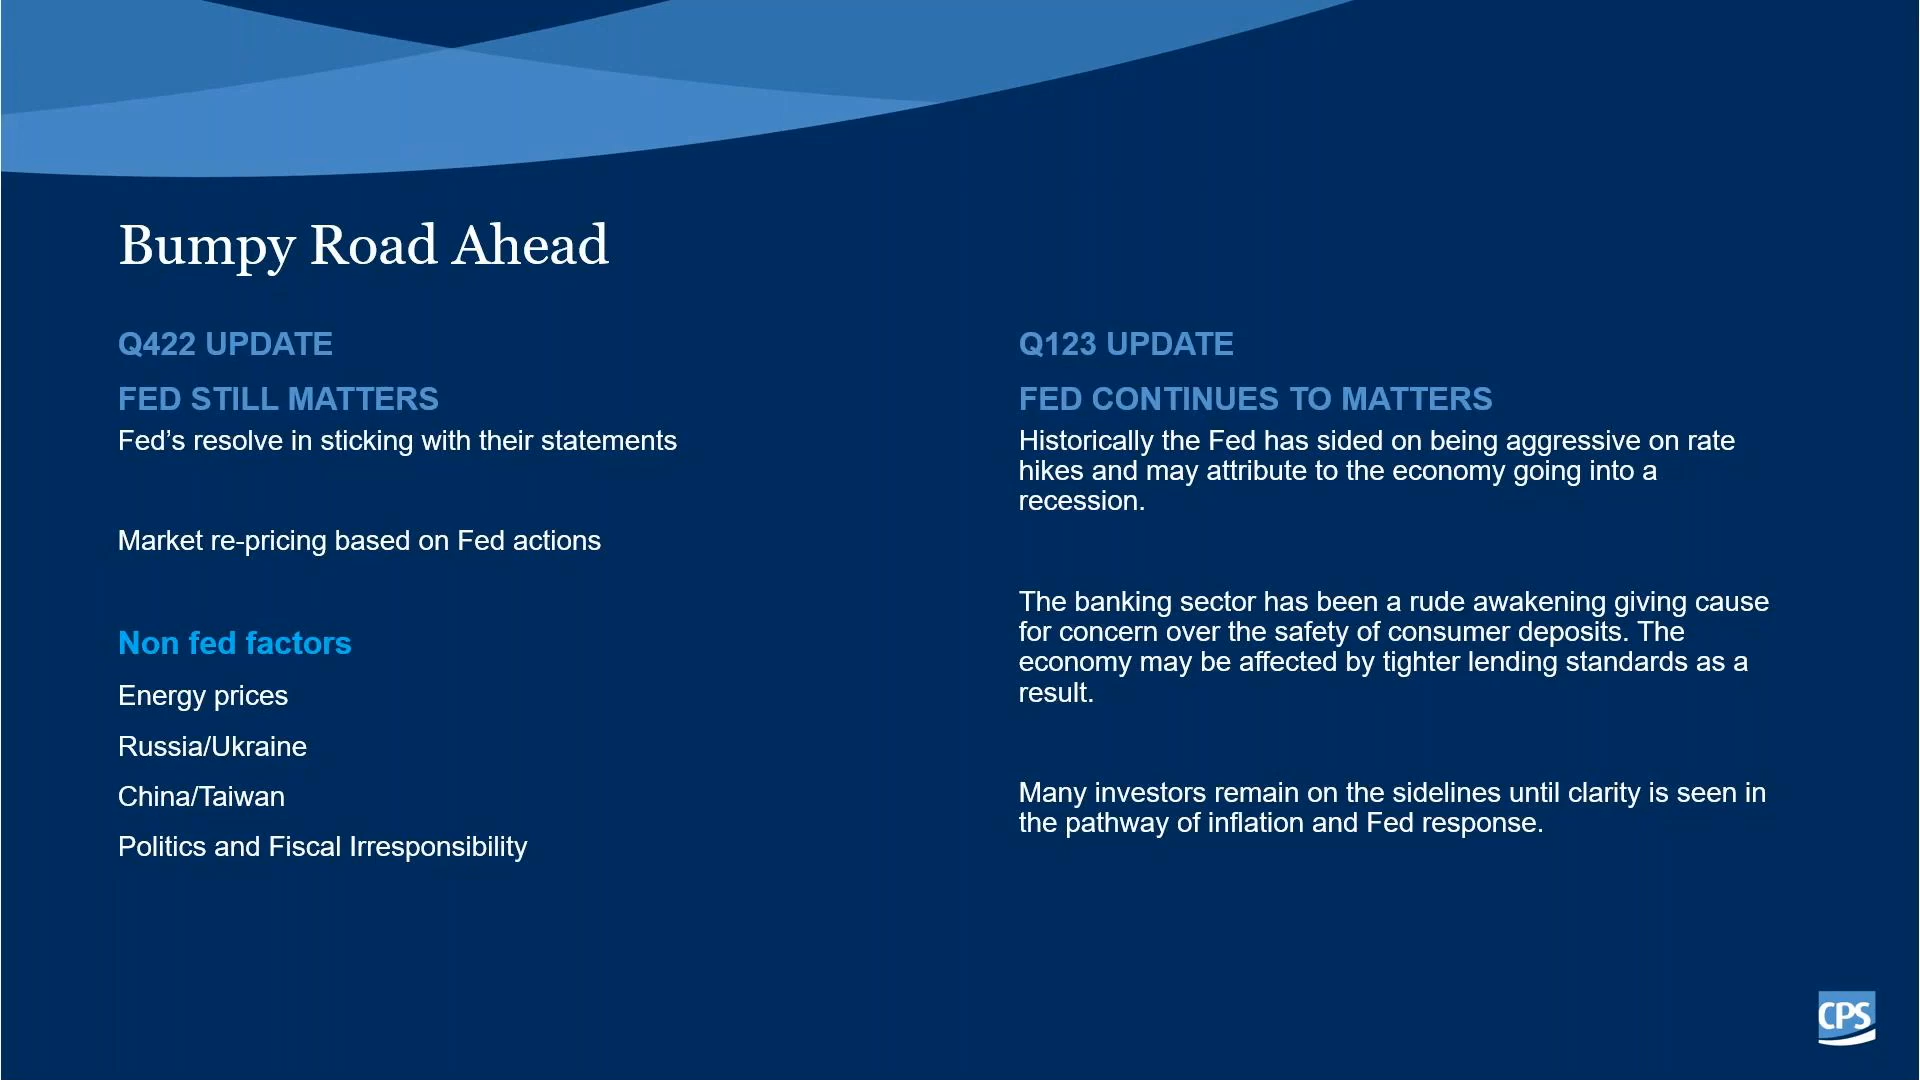 Bumpy Road Ahead
Q422 UPDATE
FED STILL MATTERS
Fed’s resolve in sticking with their statements
Market re-pricing based on Fed actions
Non fed factors
Energy prices
Russia/Ukraine
China/Taiwan
Politics and Fiscal Irresponsibility
Q123 UPDATE
FED CONTINUES TO MATTERS
Historically the Fed has sided on being aggressive on rate
hikes and may attribute to the economy going into a
recession.
The banking sector has been a rude awakening giving cause
for concern over the safety of consumer deposits. The
economy may be affected by tighter lending standards as a
result.
Many investors remain on the sidelines until clarity is seen in
the pathway of inflation and Fed response.
CPS